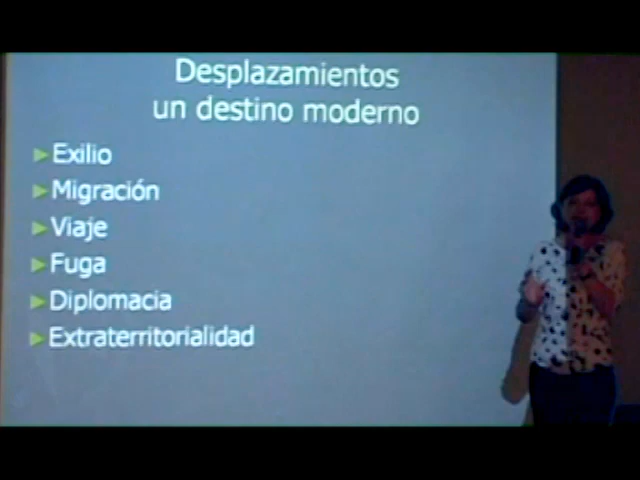 Desplazamientos
un destino moderno
Exilio
Migración
Viaje
Fuga
Diplomacia
Extraterritorialidad